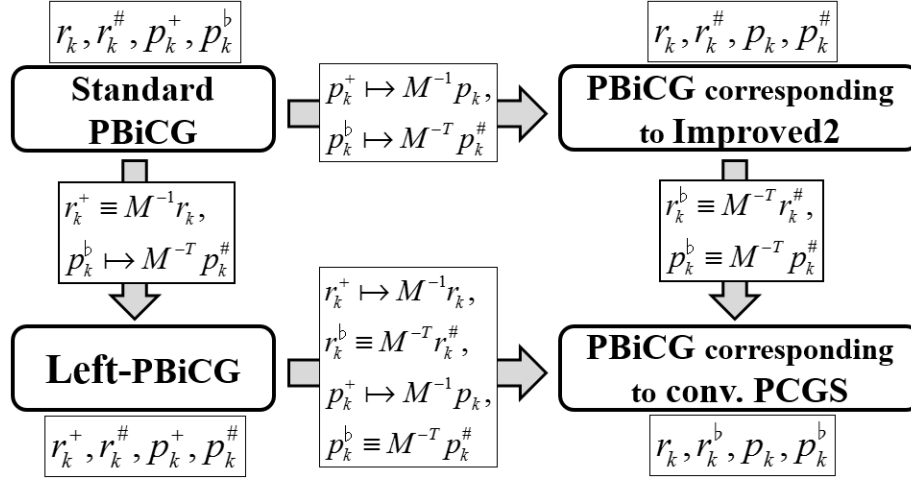 r_k, r_k^#, p_k^+, p_k^♭
Standard
PBiCG
p_k^+ ↦ M^{-1} p_k,
p_k^♭ ↦ M^{-T} p_k^#
r_k, r_k^#, p_k, p_k^#
PBiCG corresponding
to Improved2
r_k^+ ≡ M^{-1} r_k,
p_k^♭ ↦ M^{-T} p_k^#
r_k^♭ ≡ M^{-T} r_k^#,
p_k^♭ ≡ M^{-T} p_k^#
Left-PBiCG
r_k^+, r_k^#, p_k^+, p_k^#
r_k^+ ↦ M^{-1} r_k,
r_k^♭ ≡ M^{-T} r_k^#,
p_k^+ ↦ M^{-1} p_k,
p_k^♭ ≡ M^{-T} p_k^#
PBiCG corresponding
to conv. PCGS
r_k, r_k^♭, p_k, p_k^♭